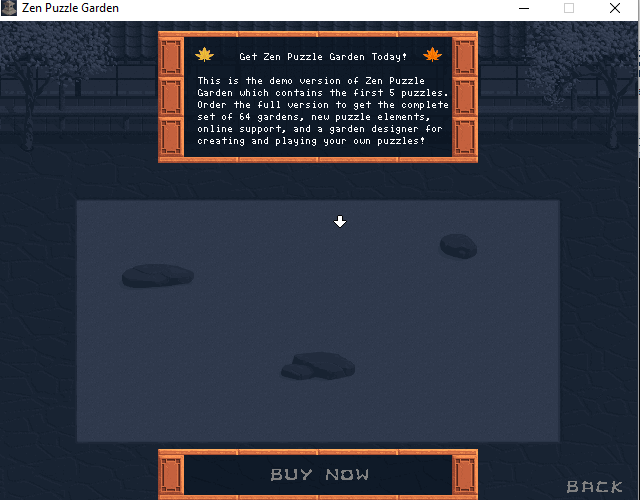 Zen Puzzle Garden
Get Zen Puzzle Garden Today!
This is the demo version of Zen Puzzle
Garden which contains the first 5 puzzles.
Order the full version to get the complete
set of 64 gardens, new puzzle elements,
online support, and a garden designer for
creating and playing your own puzzles!
BUY NOW
BACK